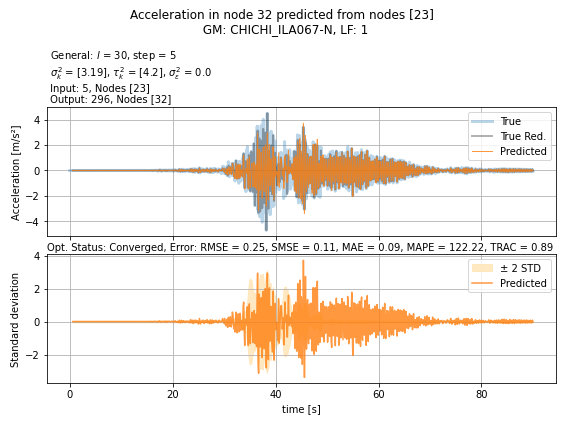 Acceleration in node 32 predicted from nodes [23]
GM: CHICHI_ILA067-N, LF: 1
General: l = 30, step = 5
σ²ₖ = [3.19], τ²ₖ = [4.2], σ²ε = 0.0
Input: 5, Nodes [23]
Output: 296, Nodes [32]
4
2
0
−2
−4
Acceleration [m/s²]
True
True Red.
Predicted
Opt. Status: Converged, Error: RMSE = 0.25, SMSE = 0.11, MAE = 0.09, MAPE = 122.22, TRAC = 0.89
4
2
0
−2
Standard deviation
± 2 STD
Predicted
0 20 40 60 80
time [s]